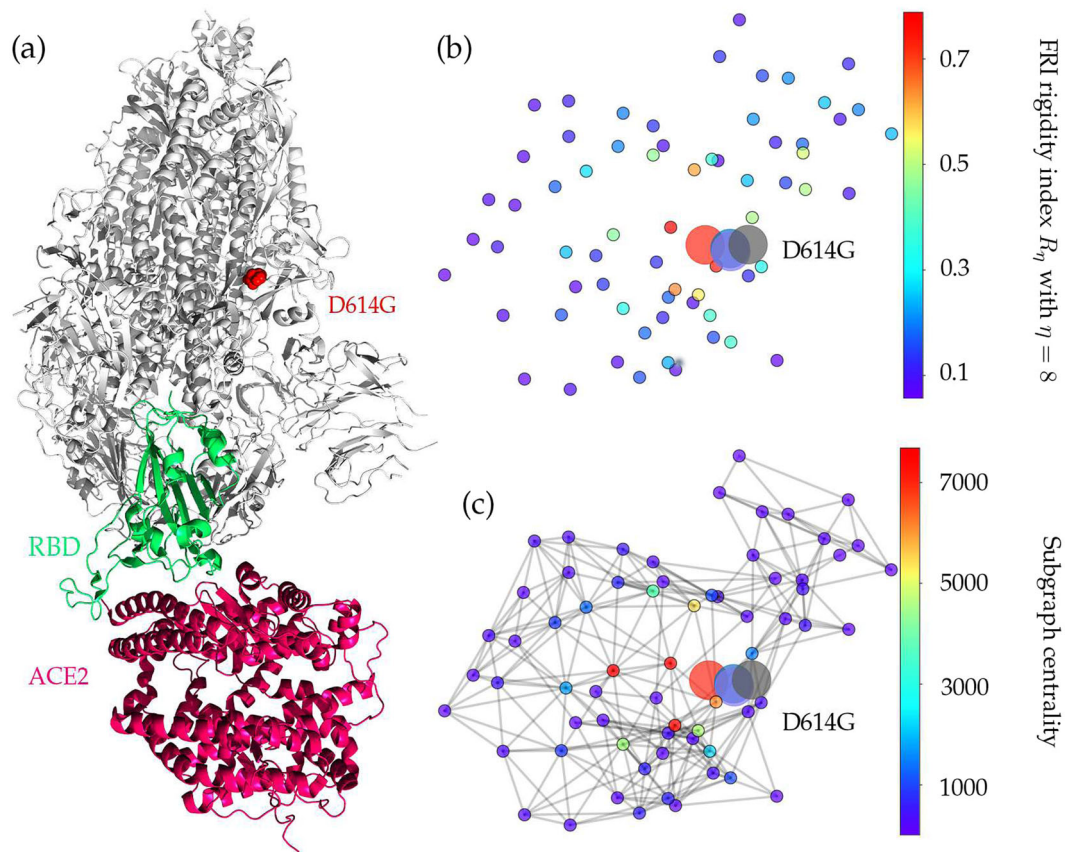 (a)
D614G
RBD
ACE2
(b)
D614G
0.7
0.5
0.3
0.1
FRI rigidity index Rη with η = 8
(c)
D614G
7000
5000
3000
1000
Subgraph centrality